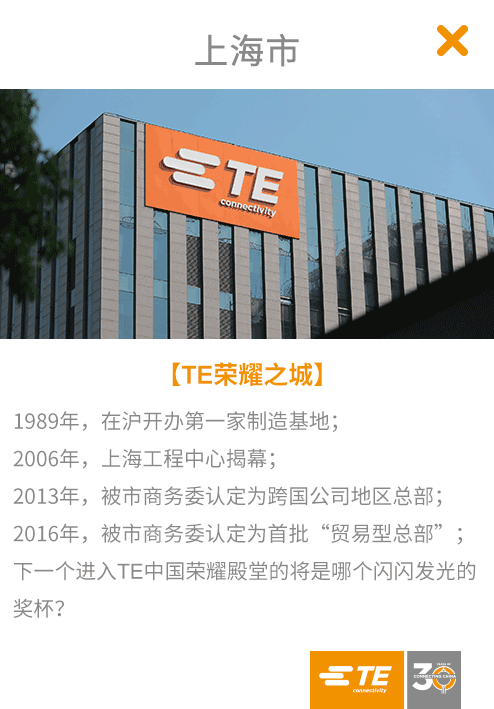 上海市
TE
connectivity
【TE荣耀之城】
1989年，在沪开办第一家制造基地；
2006年，上海工程中心揭幕；
2013年，被市商务委认定为跨国公司地区总部；
2016年，被市商务委认定为首批“贸易型总部”；
下一个进入TE中国荣耀殿堂的将是哪个闪闪发光的
奖杯？
TE
connectivity
30
YEARS OF
CONNECTING CHINA